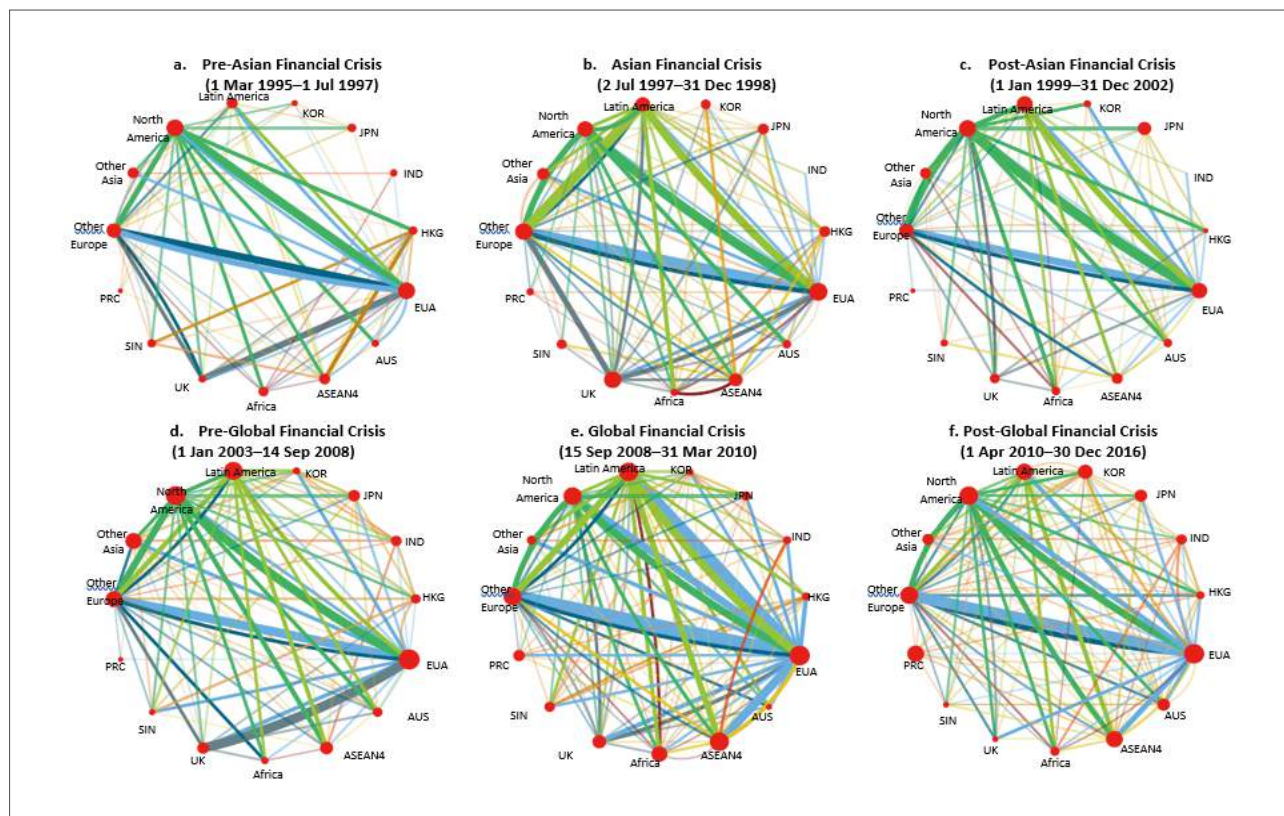 a. Pre-Asian Financial Crisis
(1 Mar 1995–1 Jul 1997)
Latin America
KOR
North
America
JPN
Other
Asia
IND
Other
Europe
HKG
PRC
EUA
SIN
AUS
UK
ASEAN4
Africa
b. Asian Financial Crisis
(2 Jul 1997–31 Dec 1998)
Latin America
KOR
North
America
JPN
Other
Asia
IND
Other
Europe
HKG
PRC
EUA
SIN
AUS
UK
ASEAN4
Africa
c. Post-Asian Financial Crisis
(1 Jan 1999–31 Dec 2002)
Latin America
KOR
North
America
JPN
Other
Asia
IND
Other
Europe
HKG
PRC
EUA
SIN
AUS
UK
ASEAN4
Africa
d. Pre-Global Financial Crisis
(1 Jan 2003–14 Sep 2008)
Latin America
KOR
North
America
JPN
Other
Asia
IND
Other
Europe
HKG
PRC
EUA
SIN
AUS
UK
ASEAN4
Africa
e. Global Financial Crisis
(15 Sep 2008–31 Mar 2010)
Latin America
KOR
North
America
JPN
Other
Asia
IND
Other
Europe
HKG
PRC
EUA
SIN
AUS
UK
ASEAN4
Africa
f. Post-Global Financial Crisis
(1 Apr 2010–30 Dec 2016)
Latin America
KOR
North
America
JPN
Other
Asia
IND
Other
Europe
HKG
PRC
EUA
SIN
AUS
UK
ASEAN4
Africa